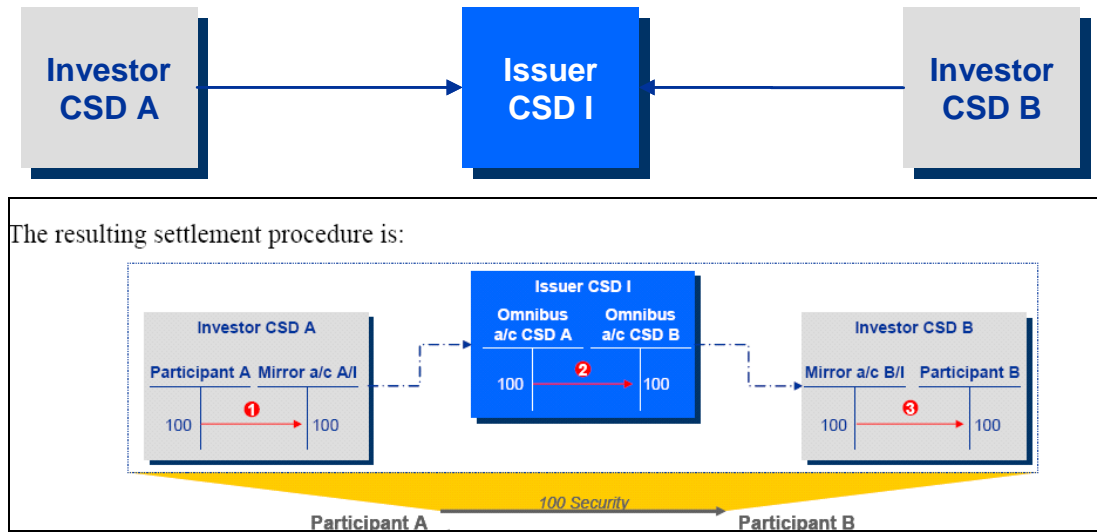 Investor
CSD A
Issuer
CSD I
Investor
CSD B
The resulting settlement procedure is:
Investor CSD A
Participant A Mirror a/c A/I
100 1 100
Issuer CSD I
Omnibus Omnibus
a/c CSD A a/c CSD B
100 2 100
Investor CSD B
Mirror a/c B/I Participant B
100 3 100
100 Security
Participant A Participant B